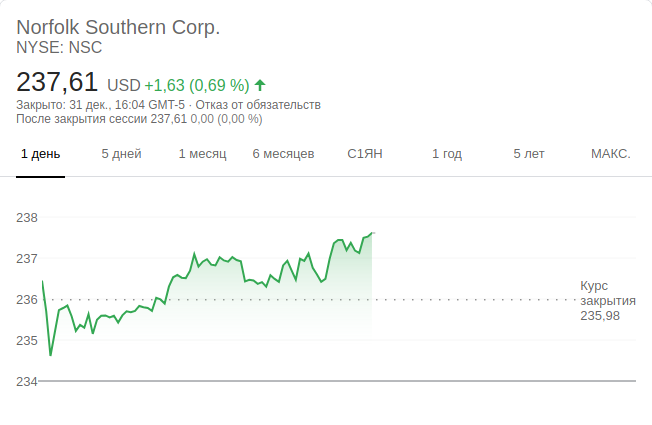 Norfolk Southern Corp.
NYSE: NSC
237,61 USD +1,63 (0,69 %)
Закрыто: 31 дек., 16:04 GMT-5 · Отказ от обязательств
После закрытия сессии 237,61 0,00 (0,00 %)
1 день 5 дней 1 месяц 6 месяцев С1ЯН 1 год 5 лет МАКС.
238
237
236
235
234
Курс
закрытия
235,98